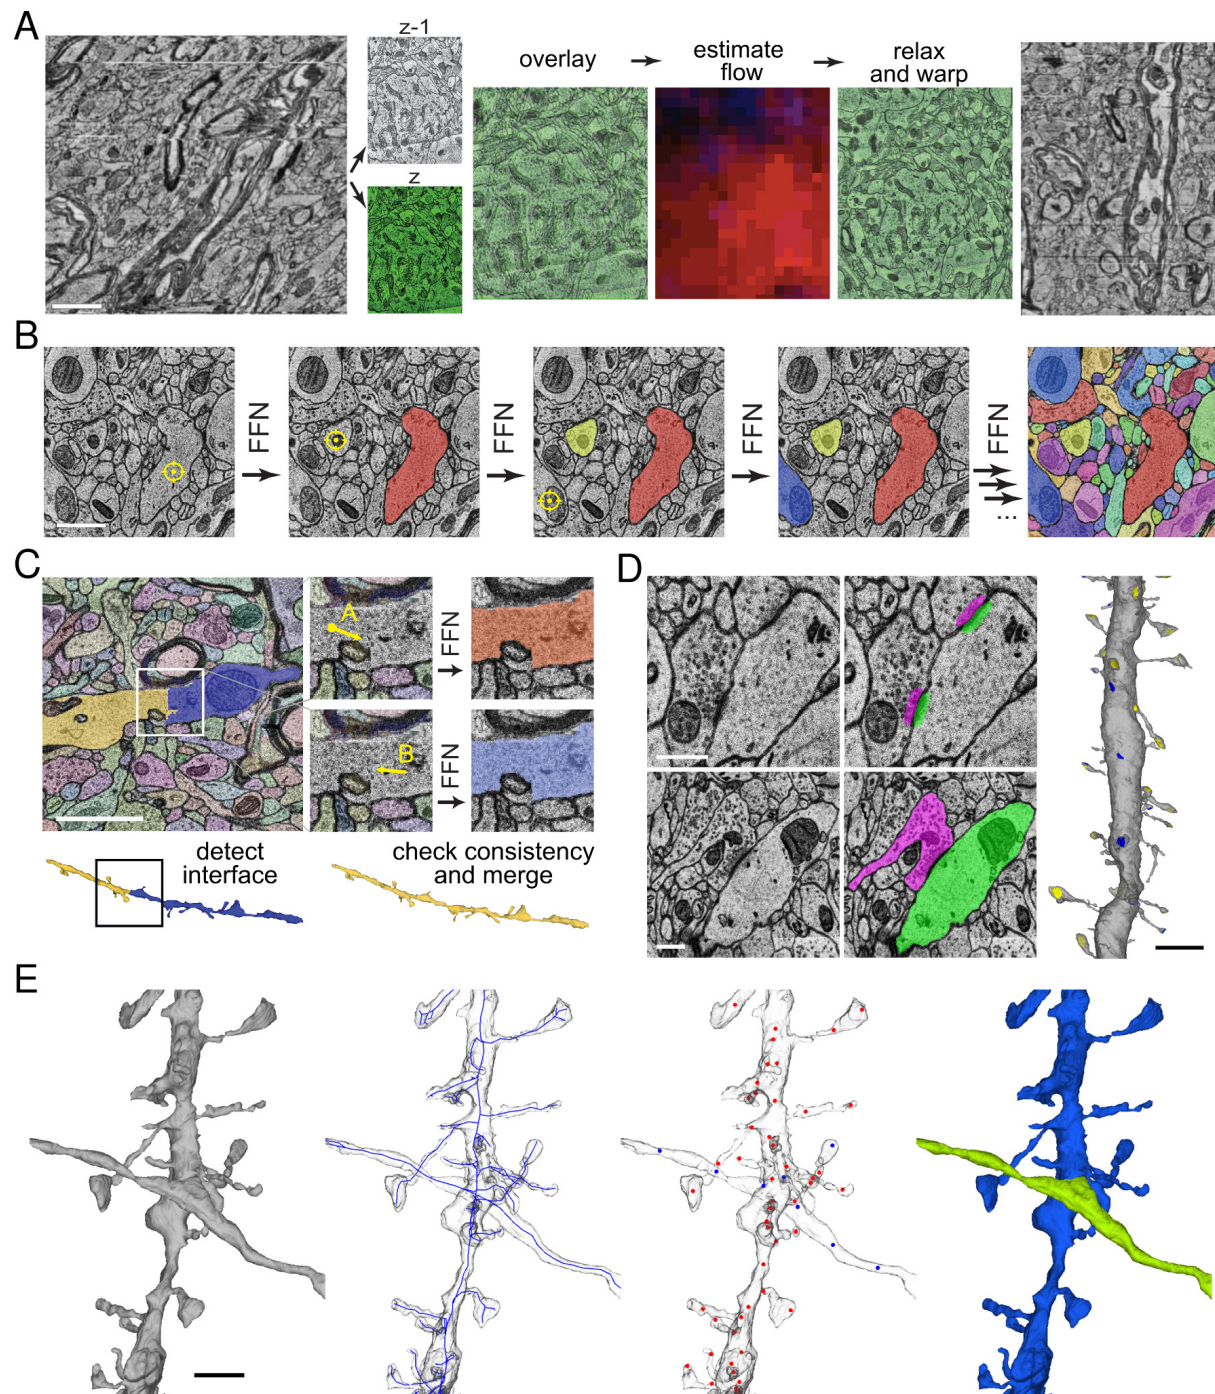 A
z-1
z
overlay
estimate
flow
relax
and warp
B
FFN
FFN
FFN
FFN
...
C
A
FFN
B
FFN
detect
interface
check consistency
and merge
D
E